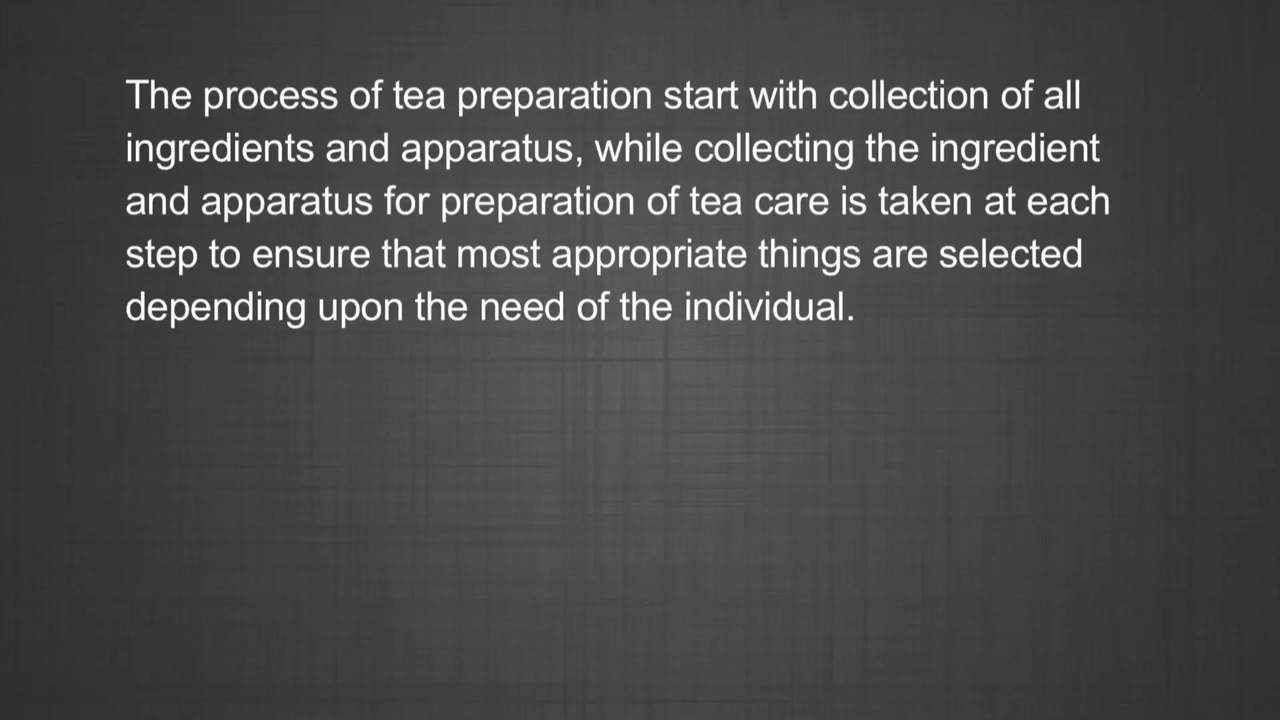 The process of tea preparation start with collection of all
ingredients and apparatus, while collecting the ingredient
and apparatus for preparation of tea care is taken at each
step to ensure that most appropriate things are selected
depending upon the need of the individual.